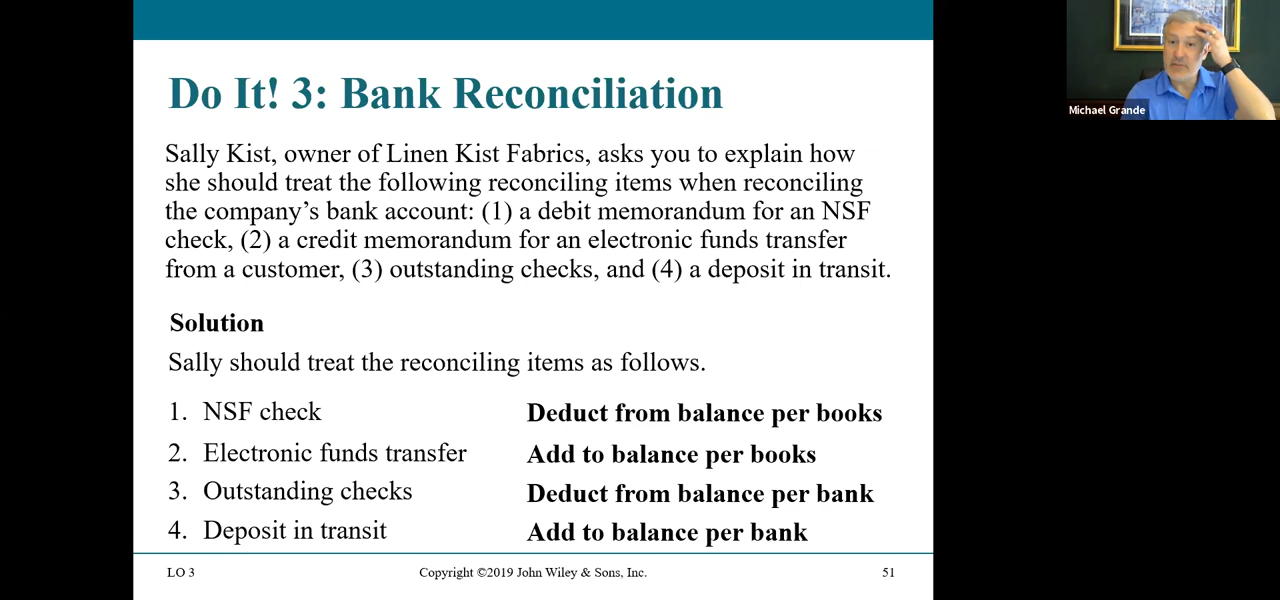 Do It! 3: Bank Reconciliation
Michael Grande
Sally Kist, owner of Linen Kist Fabrics, asks you to explain how
she should treat the following reconciling items when reconciling
the company’s bank account: (1) a debit memorandum for an NSF
check, (2) a credit memorandum for an electronic funds transfer
from a customer, (3) outstanding checks, and (4) a deposit in transit.
Solution
Sally should treat the reconciling items as follows.
1. NSF check Deduct from balance per books
2. Electronic funds transfer Add to balance per books
3. Outstanding checks Deduct from balance per bank
4. Deposit in transit Add to balance per bank
LO 3 Copyright ©2019 John Wiley & Sons, Inc. 51